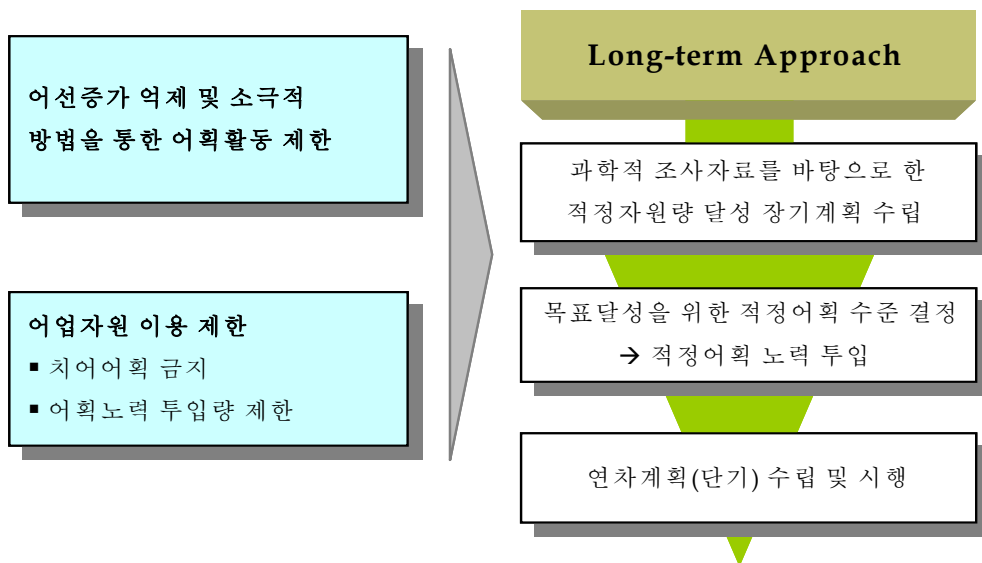 어선증가 억제 및 소극적
방법을 통한 어획활동 제한
어업자원 이용 제한
▪ 치어어획 금지
▪ 어획노력 투입량 제한
Long-term Approach
과학적 조사자료를 바탕으로 한
적정자원량 달성 장기계획 수립
목표달성을 위한 적정어획 수준 결정
→ 적정어획 노력 투입
연차계획(단기) 수립 및 시행